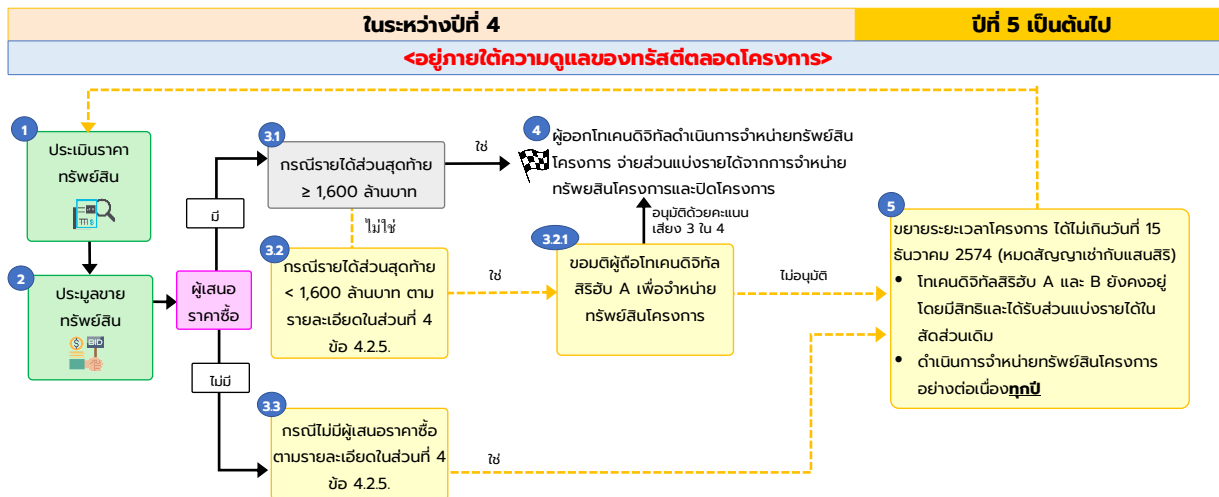 ในระหว่างปีที่ 4
ปีที่ 5 เป็นต้นไป
<อยู่ภายใต้ความดูแลของทรัสตีตลอดโครงการ>
1
ประเมินราคา
ทรัพย์สิน
2
ประมูลขาย
ทรัพย์สิน
BID
ผู้เสนอ
ราคาซื้อ
มี
ไม่มี
3.1
กรณีรายได้ส่วนสุดท้าย
≥ 1,600 ล้านบาท
ใช่
ไม่ใช่
3.2
กรณีรายได้ส่วนสุดท้าย
< 1,600 ล้านบาท ตาม
รายละเอียดในส่วนที่ 4
ข้อ 4.2.5.
ใช่
3.3
กรณีไม่มีผู้เสนอราคาซื้อ
ตามรายละเอียดในส่วนที่ 4
ข้อ 4.2.5.
ใช่
4
ผู้ออกโทเคนดิจิทัลดำเนินการจำหน่ายทรัพย์สิน
โครงการ จ่ายส่วนแบ่งรายได้จากการจำหน่าย
ทรัพยสินโครงการและปิดโครงการ
อนุมัติด้วยคะแนน
เสียง 3 ใน 4
3.2.1
ขอมติผู้ถือโทเคนดิจิทัล
สิริฮับ A เพื่อจำหน่าย
ทรัพย์สินโครงการ
ไม่อนุมัติ
5
ขยายระยะเวลาโครงการ ได้ไม่เกินวันที่ 15
ธันวาคม 2574 (หมดสัญญาเช่ากับแสนสิริ)
• โทเคนดิจิทัลสิริฮับ A และ B ยังคงอยู่
โดยมีสิทธิและได้รับส่วนแบ่งรายได้ใน
สัดส่วนเดิม
• ดำเนินการจำหน่ายทรัพย์สินโครงการ
อย่างต่อเนื่องทุกปี